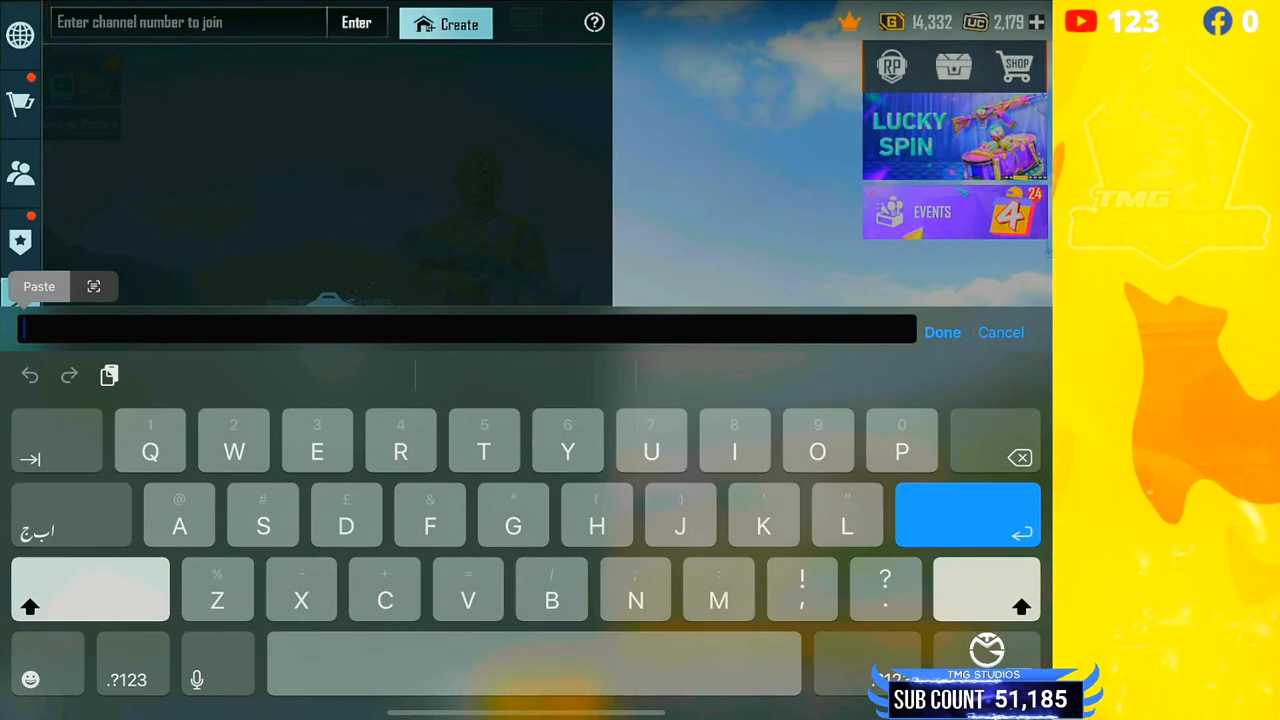 Enter channel number to join
Enter
Create
?
G 14,332
UC 2,179 +
123
0
RP
SHOP
LUCKY
SPIN
EVENTS
24
4
TMG
Paste
Done
Cancel
1 2 3 4 5 6 7 8 9 0
Q W E R T Y U I O P
@ # £ & * ( ) ' "
ا ب ج
A S D F G H J K L
% - + = / ; : ! ?
Z X C V B N M , .
.?123
TMG STUDIOS
SUB COUNT 51,185